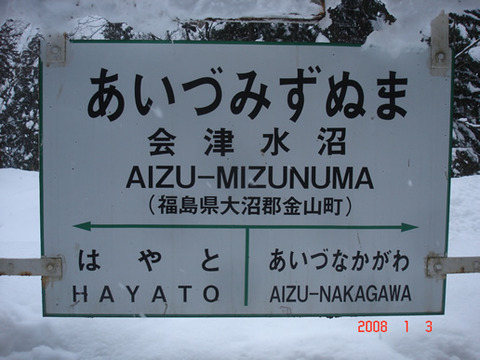 あいづみずぬま
会津水沼
AIZU-MIZUNUMA
(福島県大沼郡金山町)
はやと あいづなかがわ
HAYATO AIZU-NAKAGAWA
2008 1 3